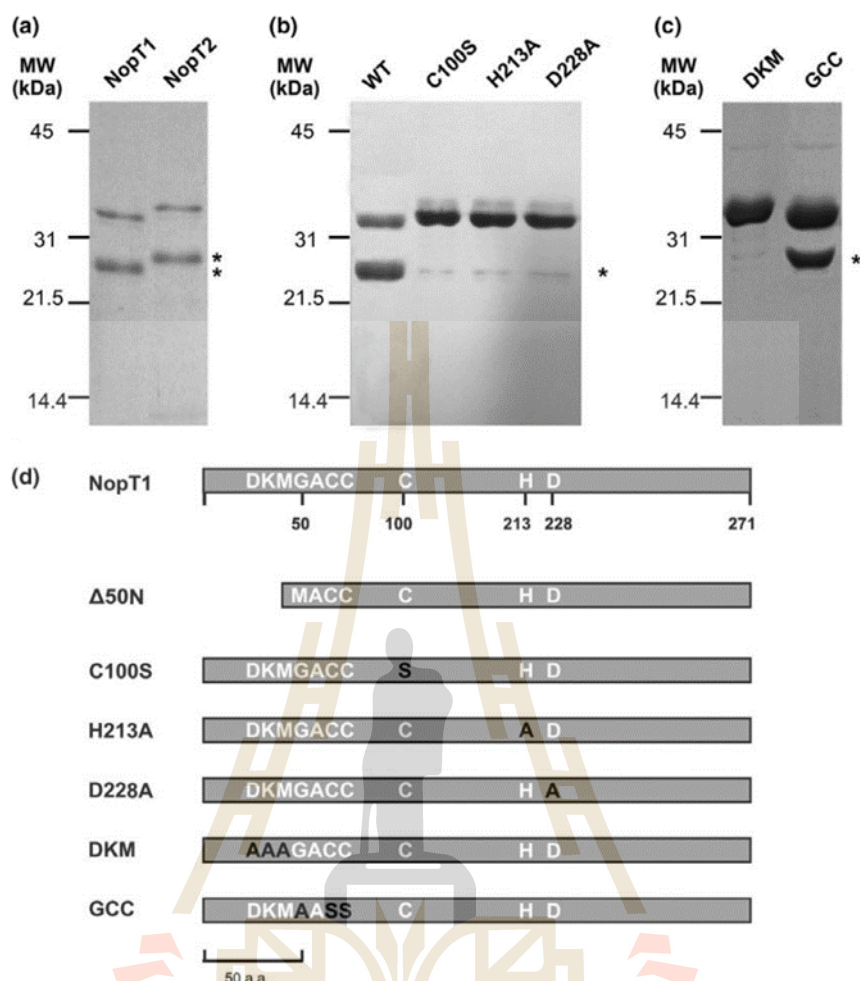 (a)
MW
(kDa)
NopT1
NopT2
45
31
21.5
14.4
*
*
(b)
MW
(kDa)
WT
C100S
H213A
D228A
45
31
21.5
14.4
*
(c)
MW
(kDa)
DKM
GCC
45
31
21.5
14.4
*
(d)
NopT1
DKMGACC C H D
50 100 213 228 271
Δ50N
MACC C H D
C100S
DKMGACC S H D
H213A
DKMGACC C A D
D228A
DKMGACC C H A
DKM
AAAGACC C H D
GCC
DKMAASS C H D
50 a.a.